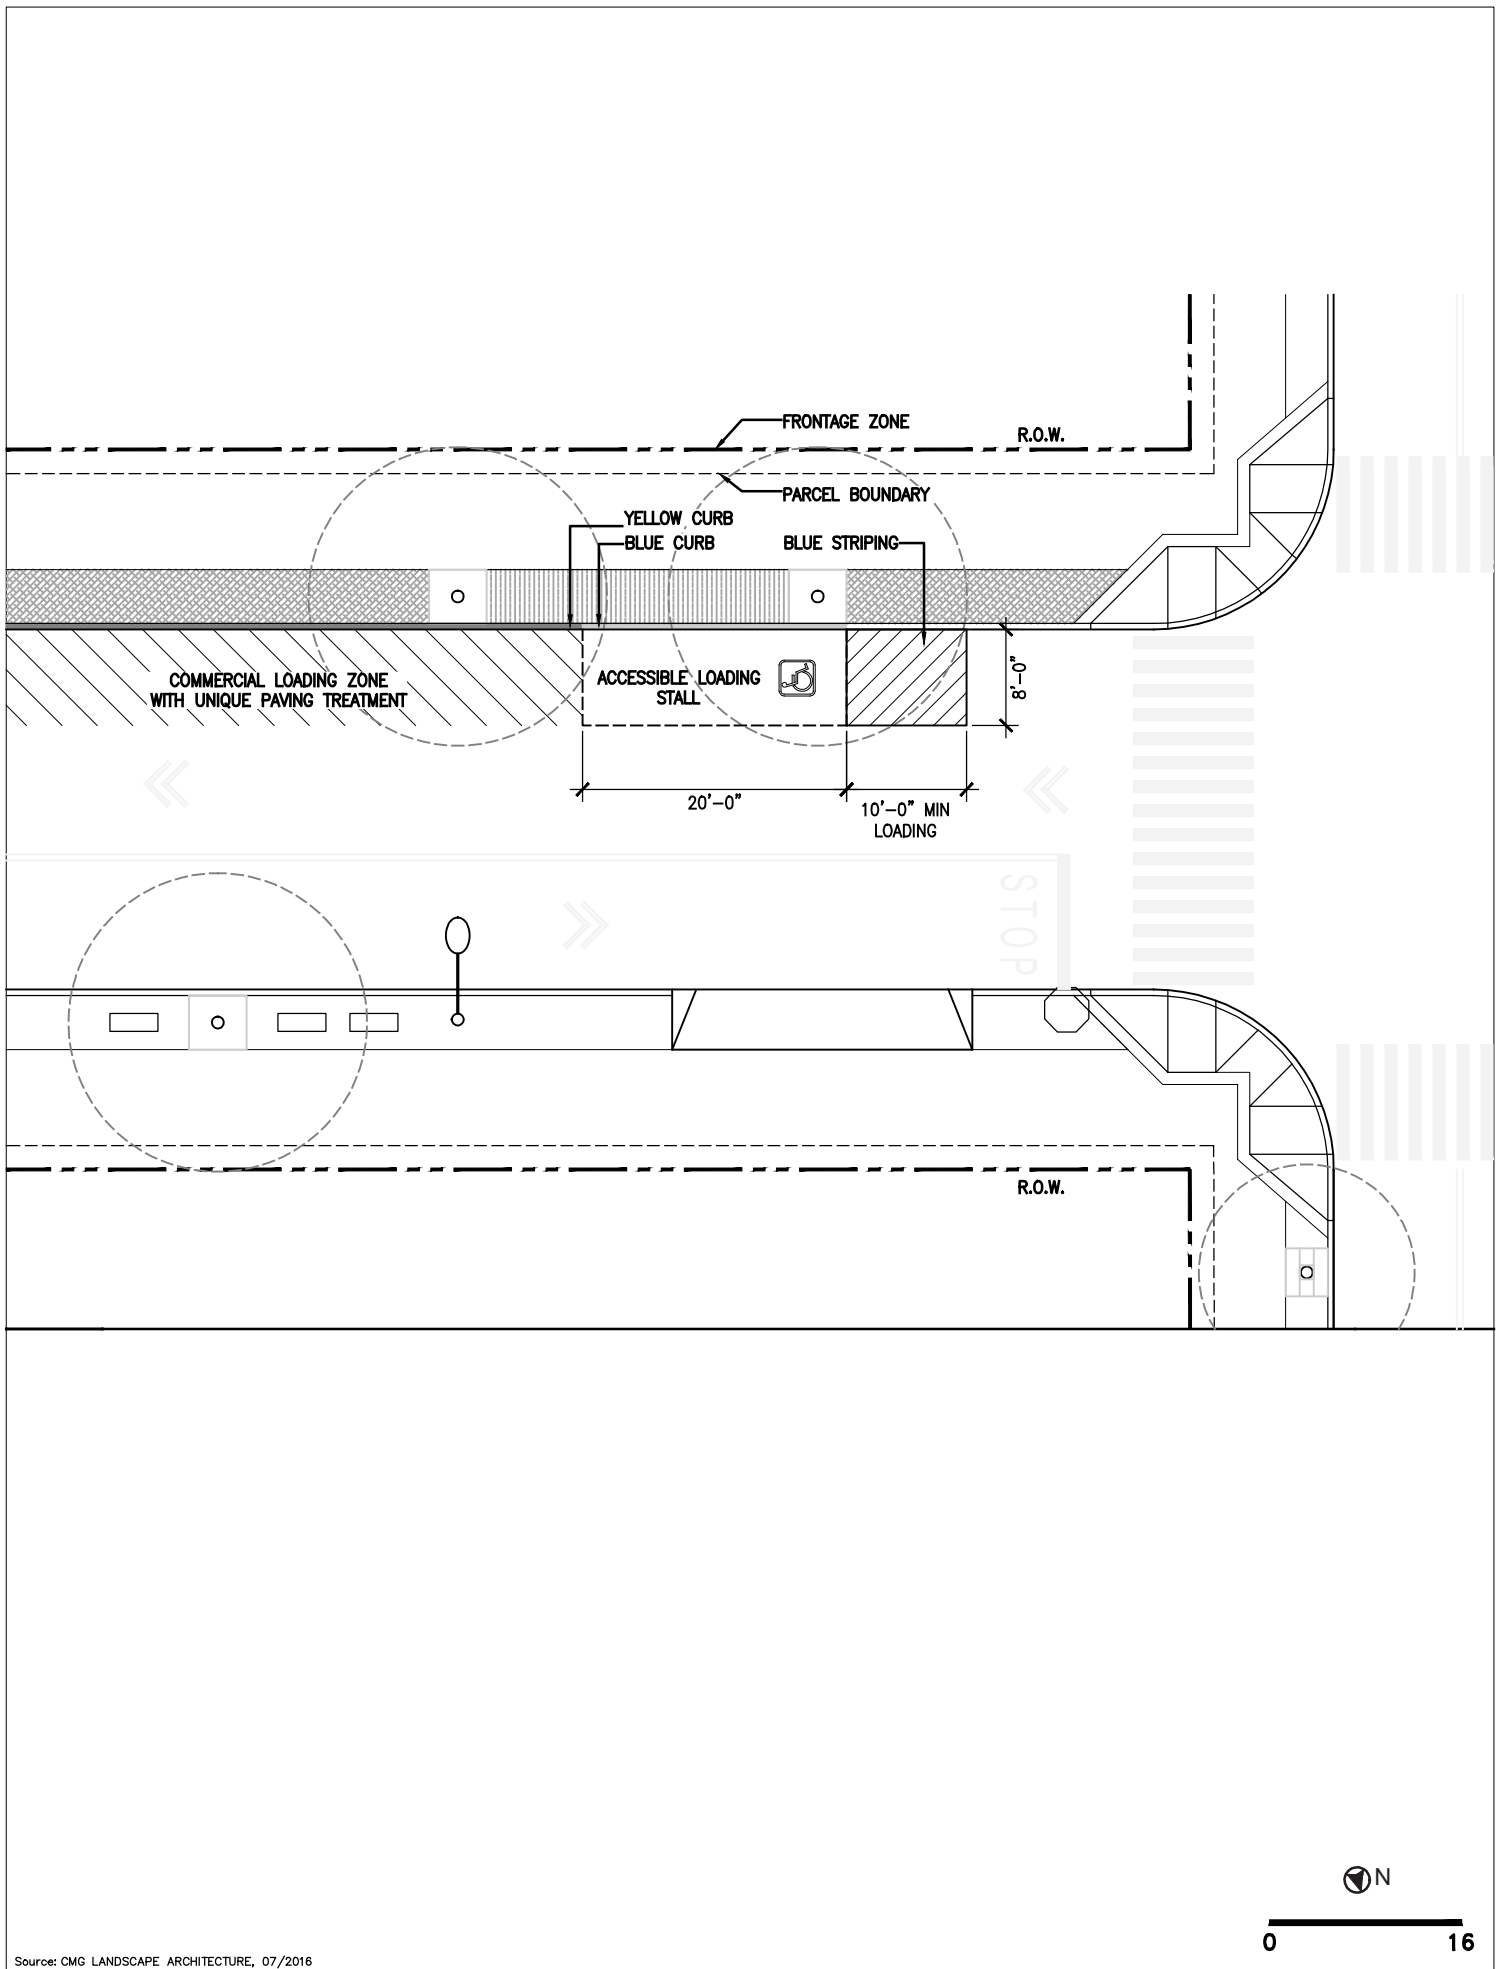 FRONTAGE ZONE
R.O.W.
PARCEL BOUNDARY
YELLOW CURB
BLUE CURB
BLUE STRIPING
COMMERCIAL LOADING ZONE
WITH UNIQUE PAVING TREATMENT
ACCESSIBLE LOADING
STALL
8'-0"
20'-0"
10'-0" MIN
LOADING
STOP
R.O.W.
N
0 16
Source: CMG LANDSCAPE ARCHITECTURE, 07/2016